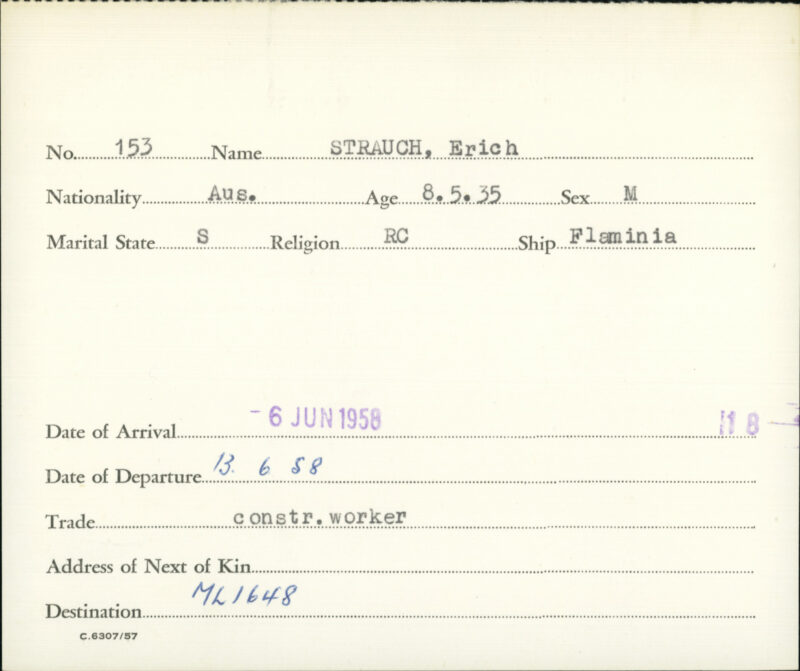 No. 153 Name STRAUCH, Erich
Nationality Aus. Age 8.5.35 Sex M
Marital State S Religion RC Ship Flaminia
Date of Arrival - 6 JUN 1958 18
Date of Departure 13. 6 58
Trade constr.worker
Address of Next of Kin
Destination ML1648
C.6307/57